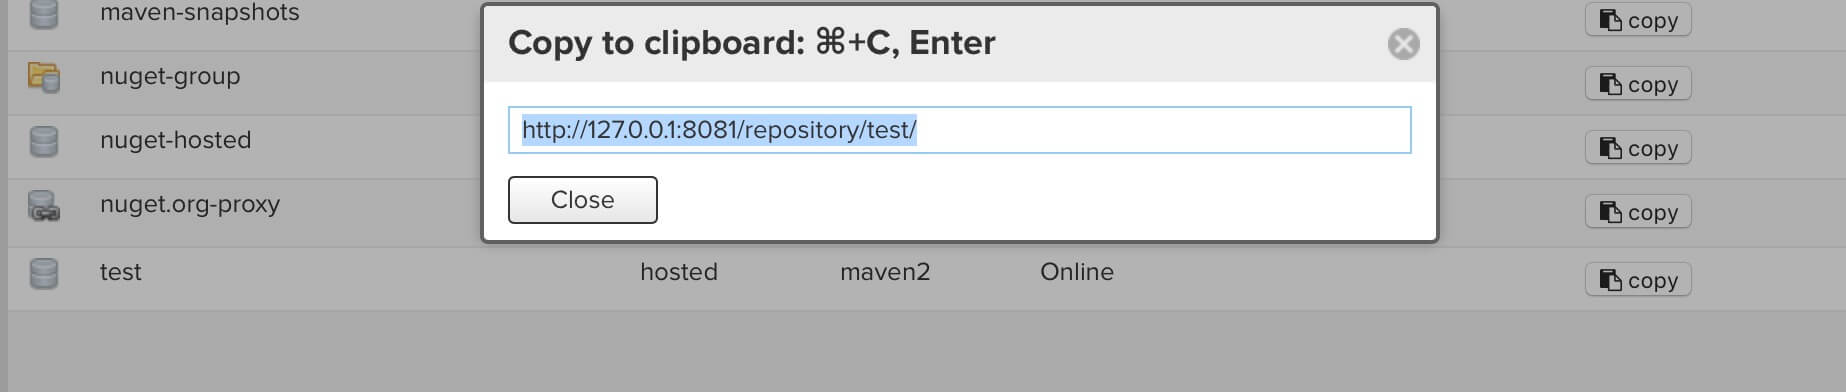 maven-snapshots copy
Copy to clipboard: ⌘+C, Enter
nuget-group copy
http://127.0.0.1:8081/repository/test/
nuget-hosted copy
Close
nuget.org-proxy copy
test hosted maven2 Online copy